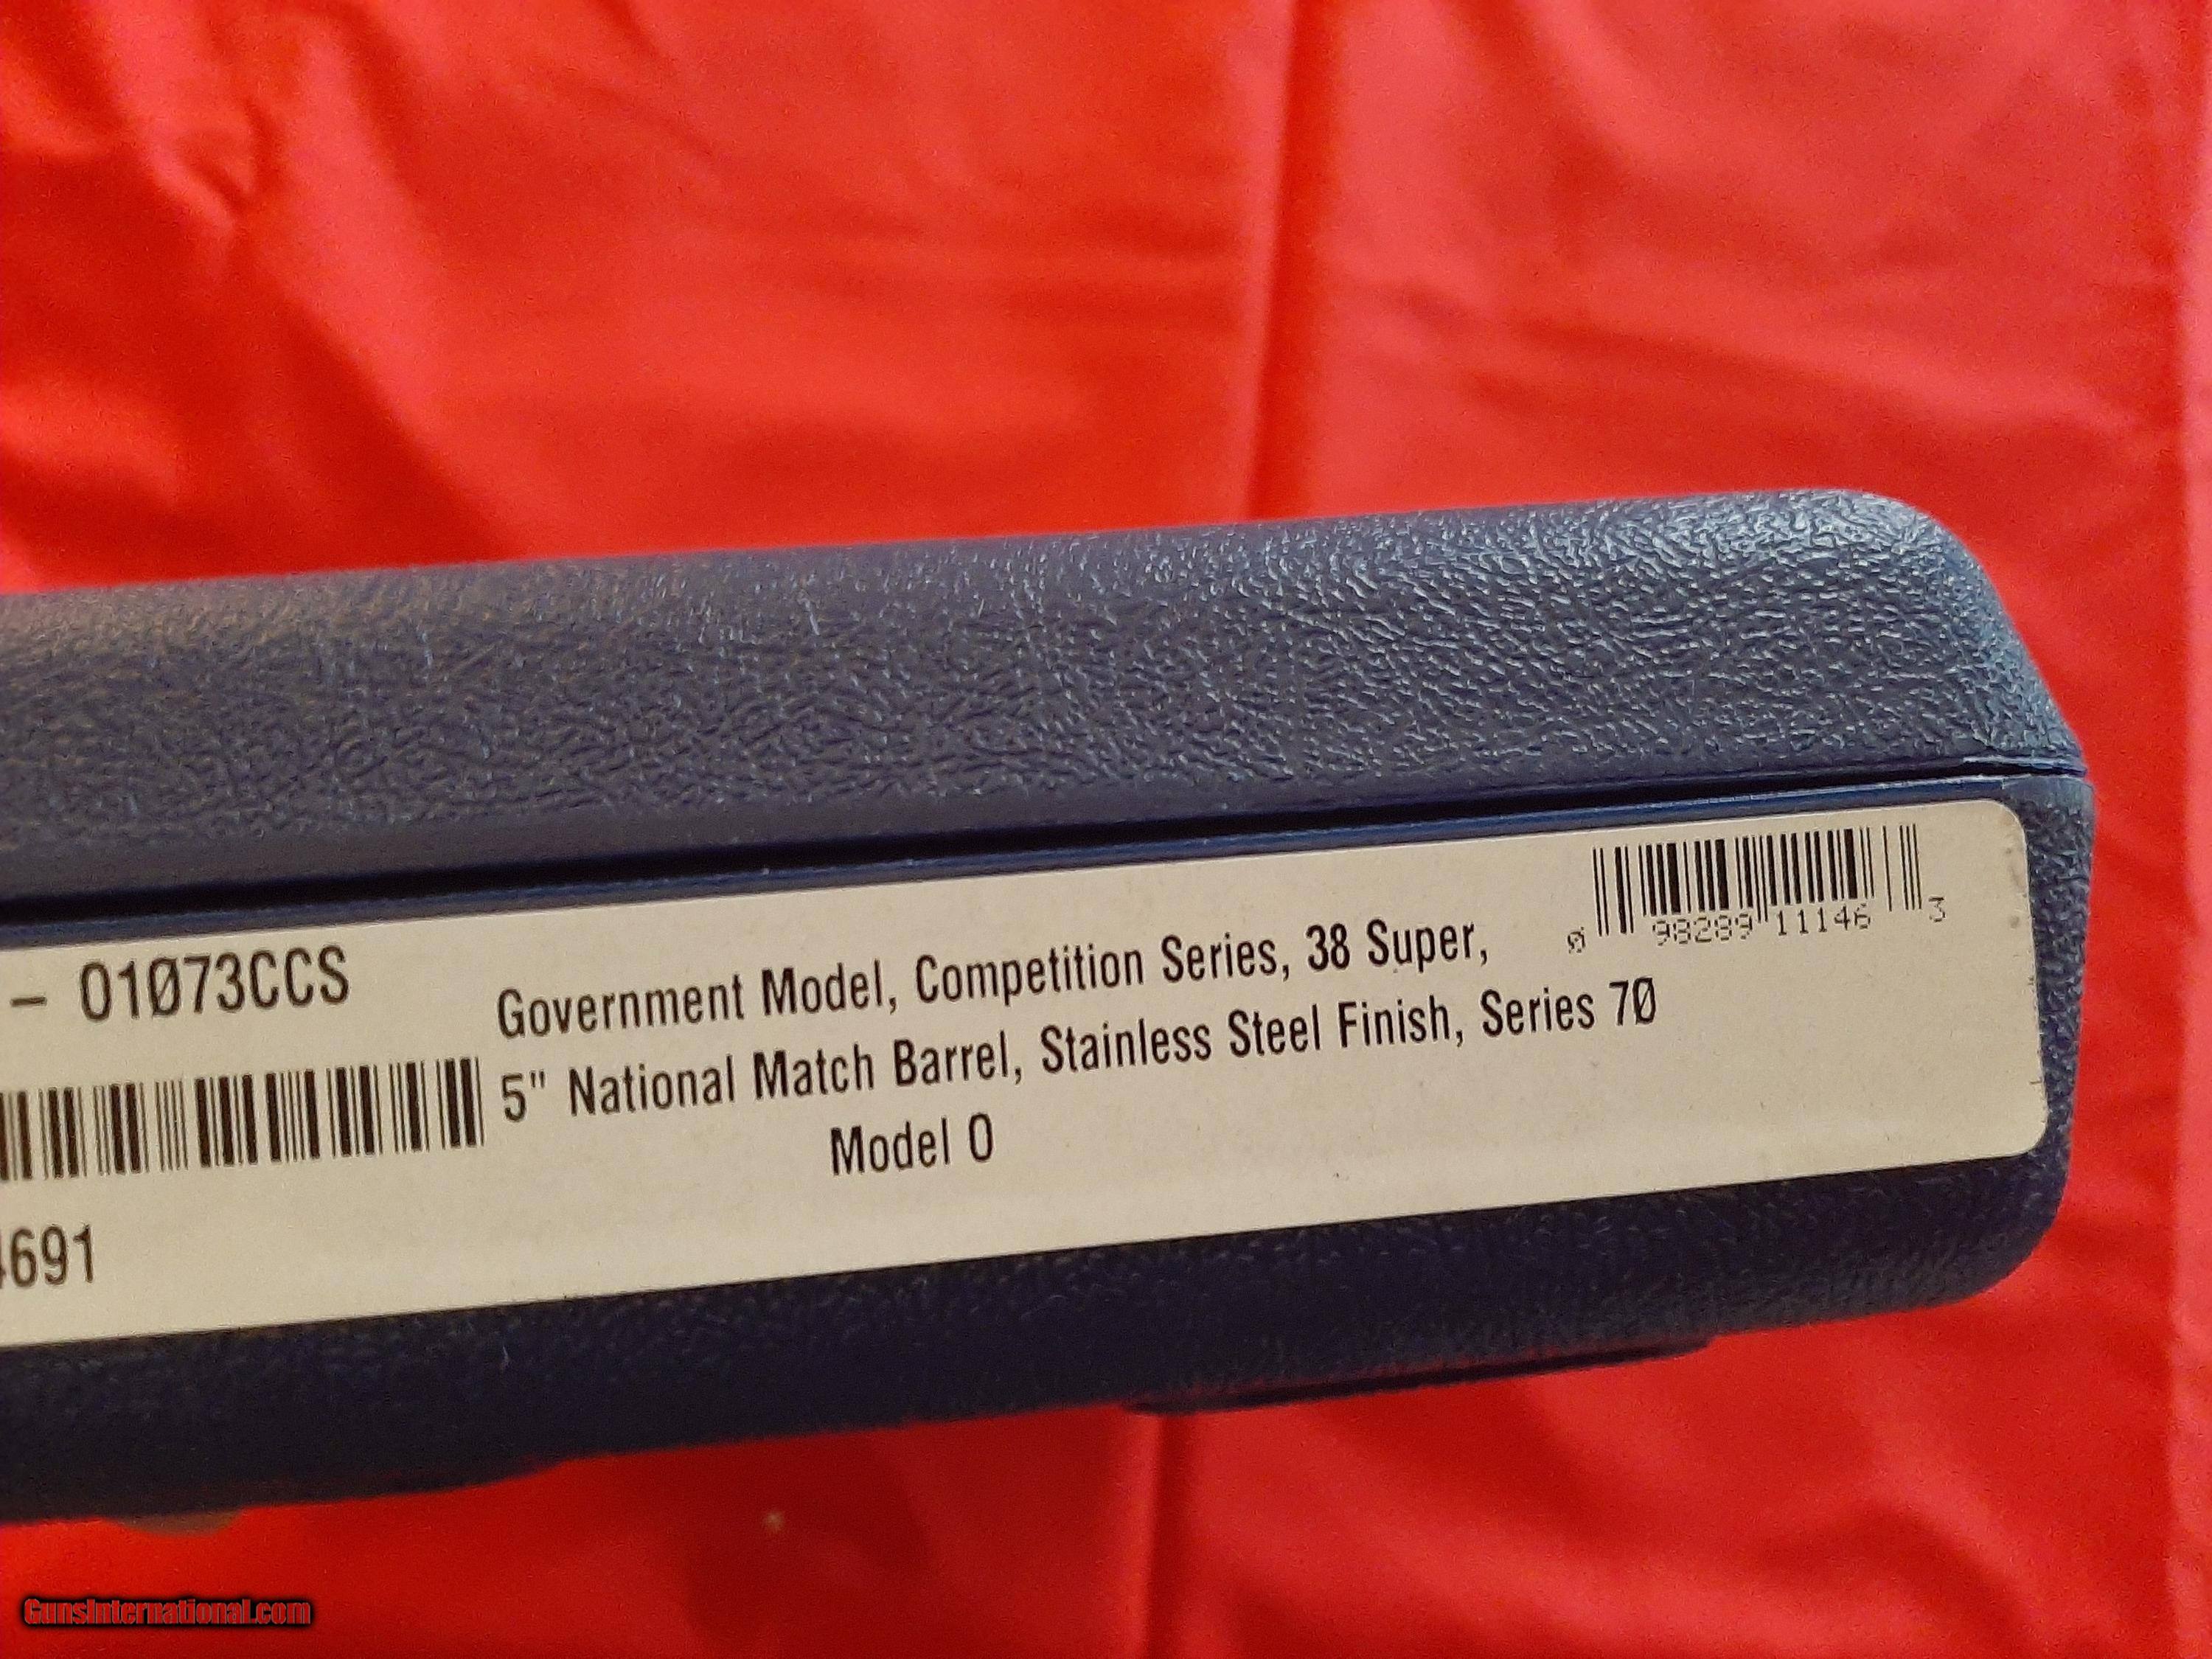 – O1Ø73CCS
Government Model, Competition Series, 38 Super,
5" National Match Barrel, Stainless Steel Finish, Series 7Ø
Model O
Ø 98289 11146 3
4691
GunsInternational.com